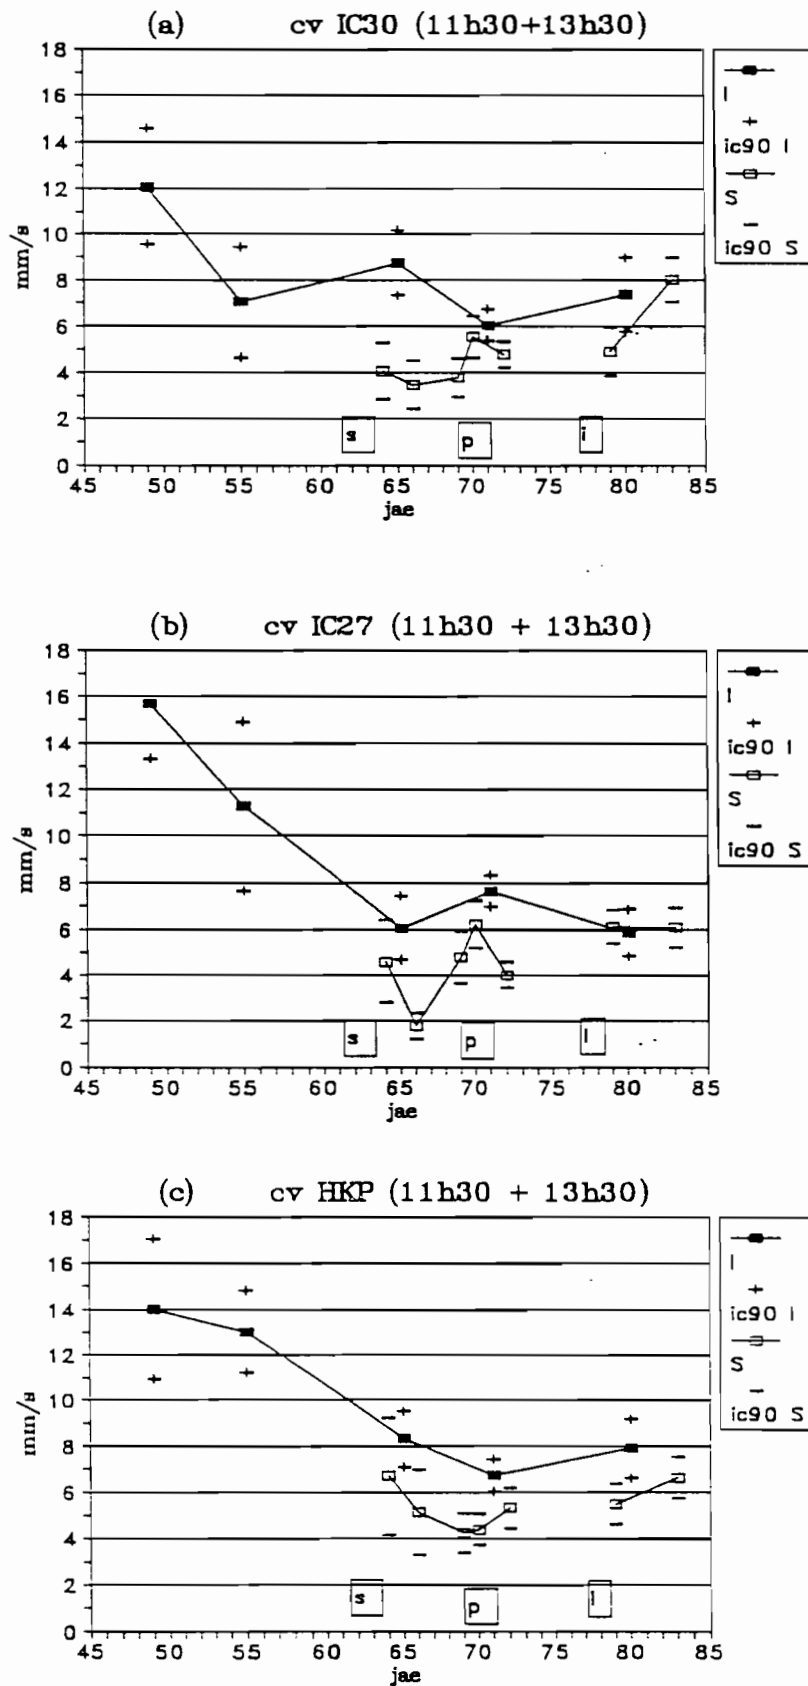 (a) cv IC30 (11h30+13h30)
18
16
14
12
10
8
6
4
2
0
mm/s
45 49 55 60 65 70 75 80 85
jae
s
p
i
I
ic90 I
S
ic90 S
(b) cv IC27 (11h30 + 13h30)
18
16
14
12
10
8
6
4
2
0
mm/s
45 50 55 60 65 70 75 80 85
jae
s
p
I
I
ic90 I
S
ic90 S
(c) cv HKP (11h30 + 13h30)
18
16
14
12
10
8
6
4
2
0
mm/s
45 50 55 60 65 70 75 80 85
jae
s
p
i
I
ic90 I
S
ic90 S